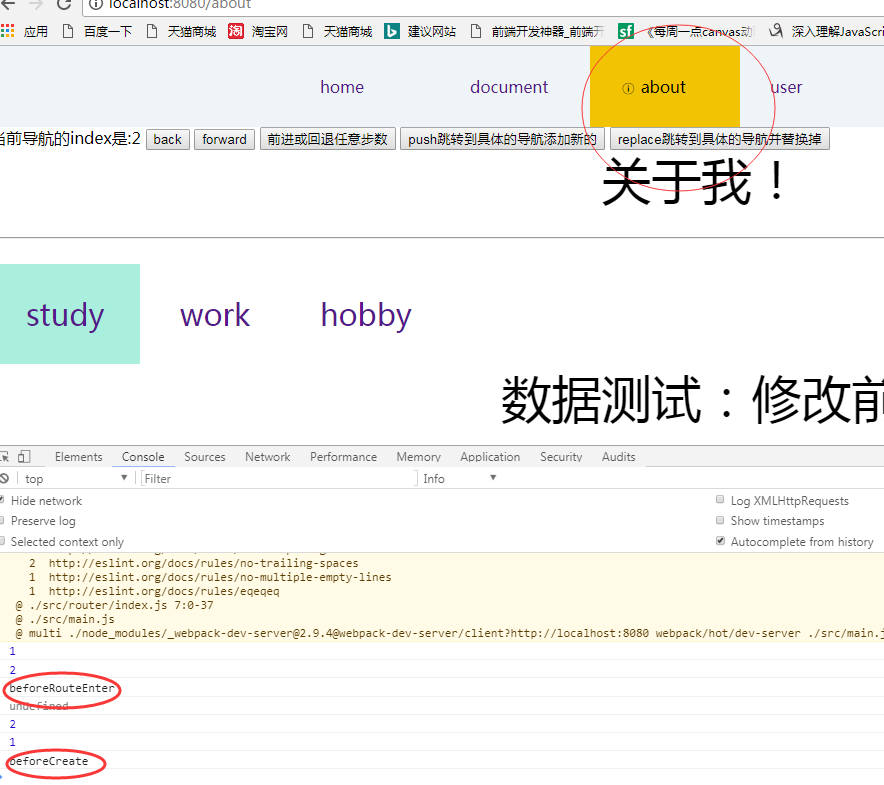 localhost:8080/about
应用 百度一下 天猫商城 淘宝网 天猫商城 建议网站 前端开发神器_前端开 sf 《每周一点canvas动 深入理解JavaScri
home document about user
当前导航的index是:2 back forward 前进或回退任意步数 push跳转到具体的导航添加新的 replace跳转到具体的导航并替换掉
关于我！
study work hobby
数据测试：修改前
Elements Console Sources Network Performance Memory Application Security Audits
top Filter Info
Hide network Log XMLHttpRequests
Preserve log Show timestamps
Selected context only Autocomplete from history
2 http://eslint.org/docs/rules/no-trailing-spaces
1 http://eslint.org/docs/rules/no-multiple-empty-lines
1 http://eslint.org/docs/rules/eqeqeq
@ ./src/router/index.js 7:0-37
@ ./src/main.js
@ multi ./node_modules/_webpack-dev-server@2.9.4@webpack-dev-server/client?http://localhost:8080 webpack/hot/dev-server ./src/main.j
1
2
beforeRouteEnter
undefined
2
1
beforeCreate